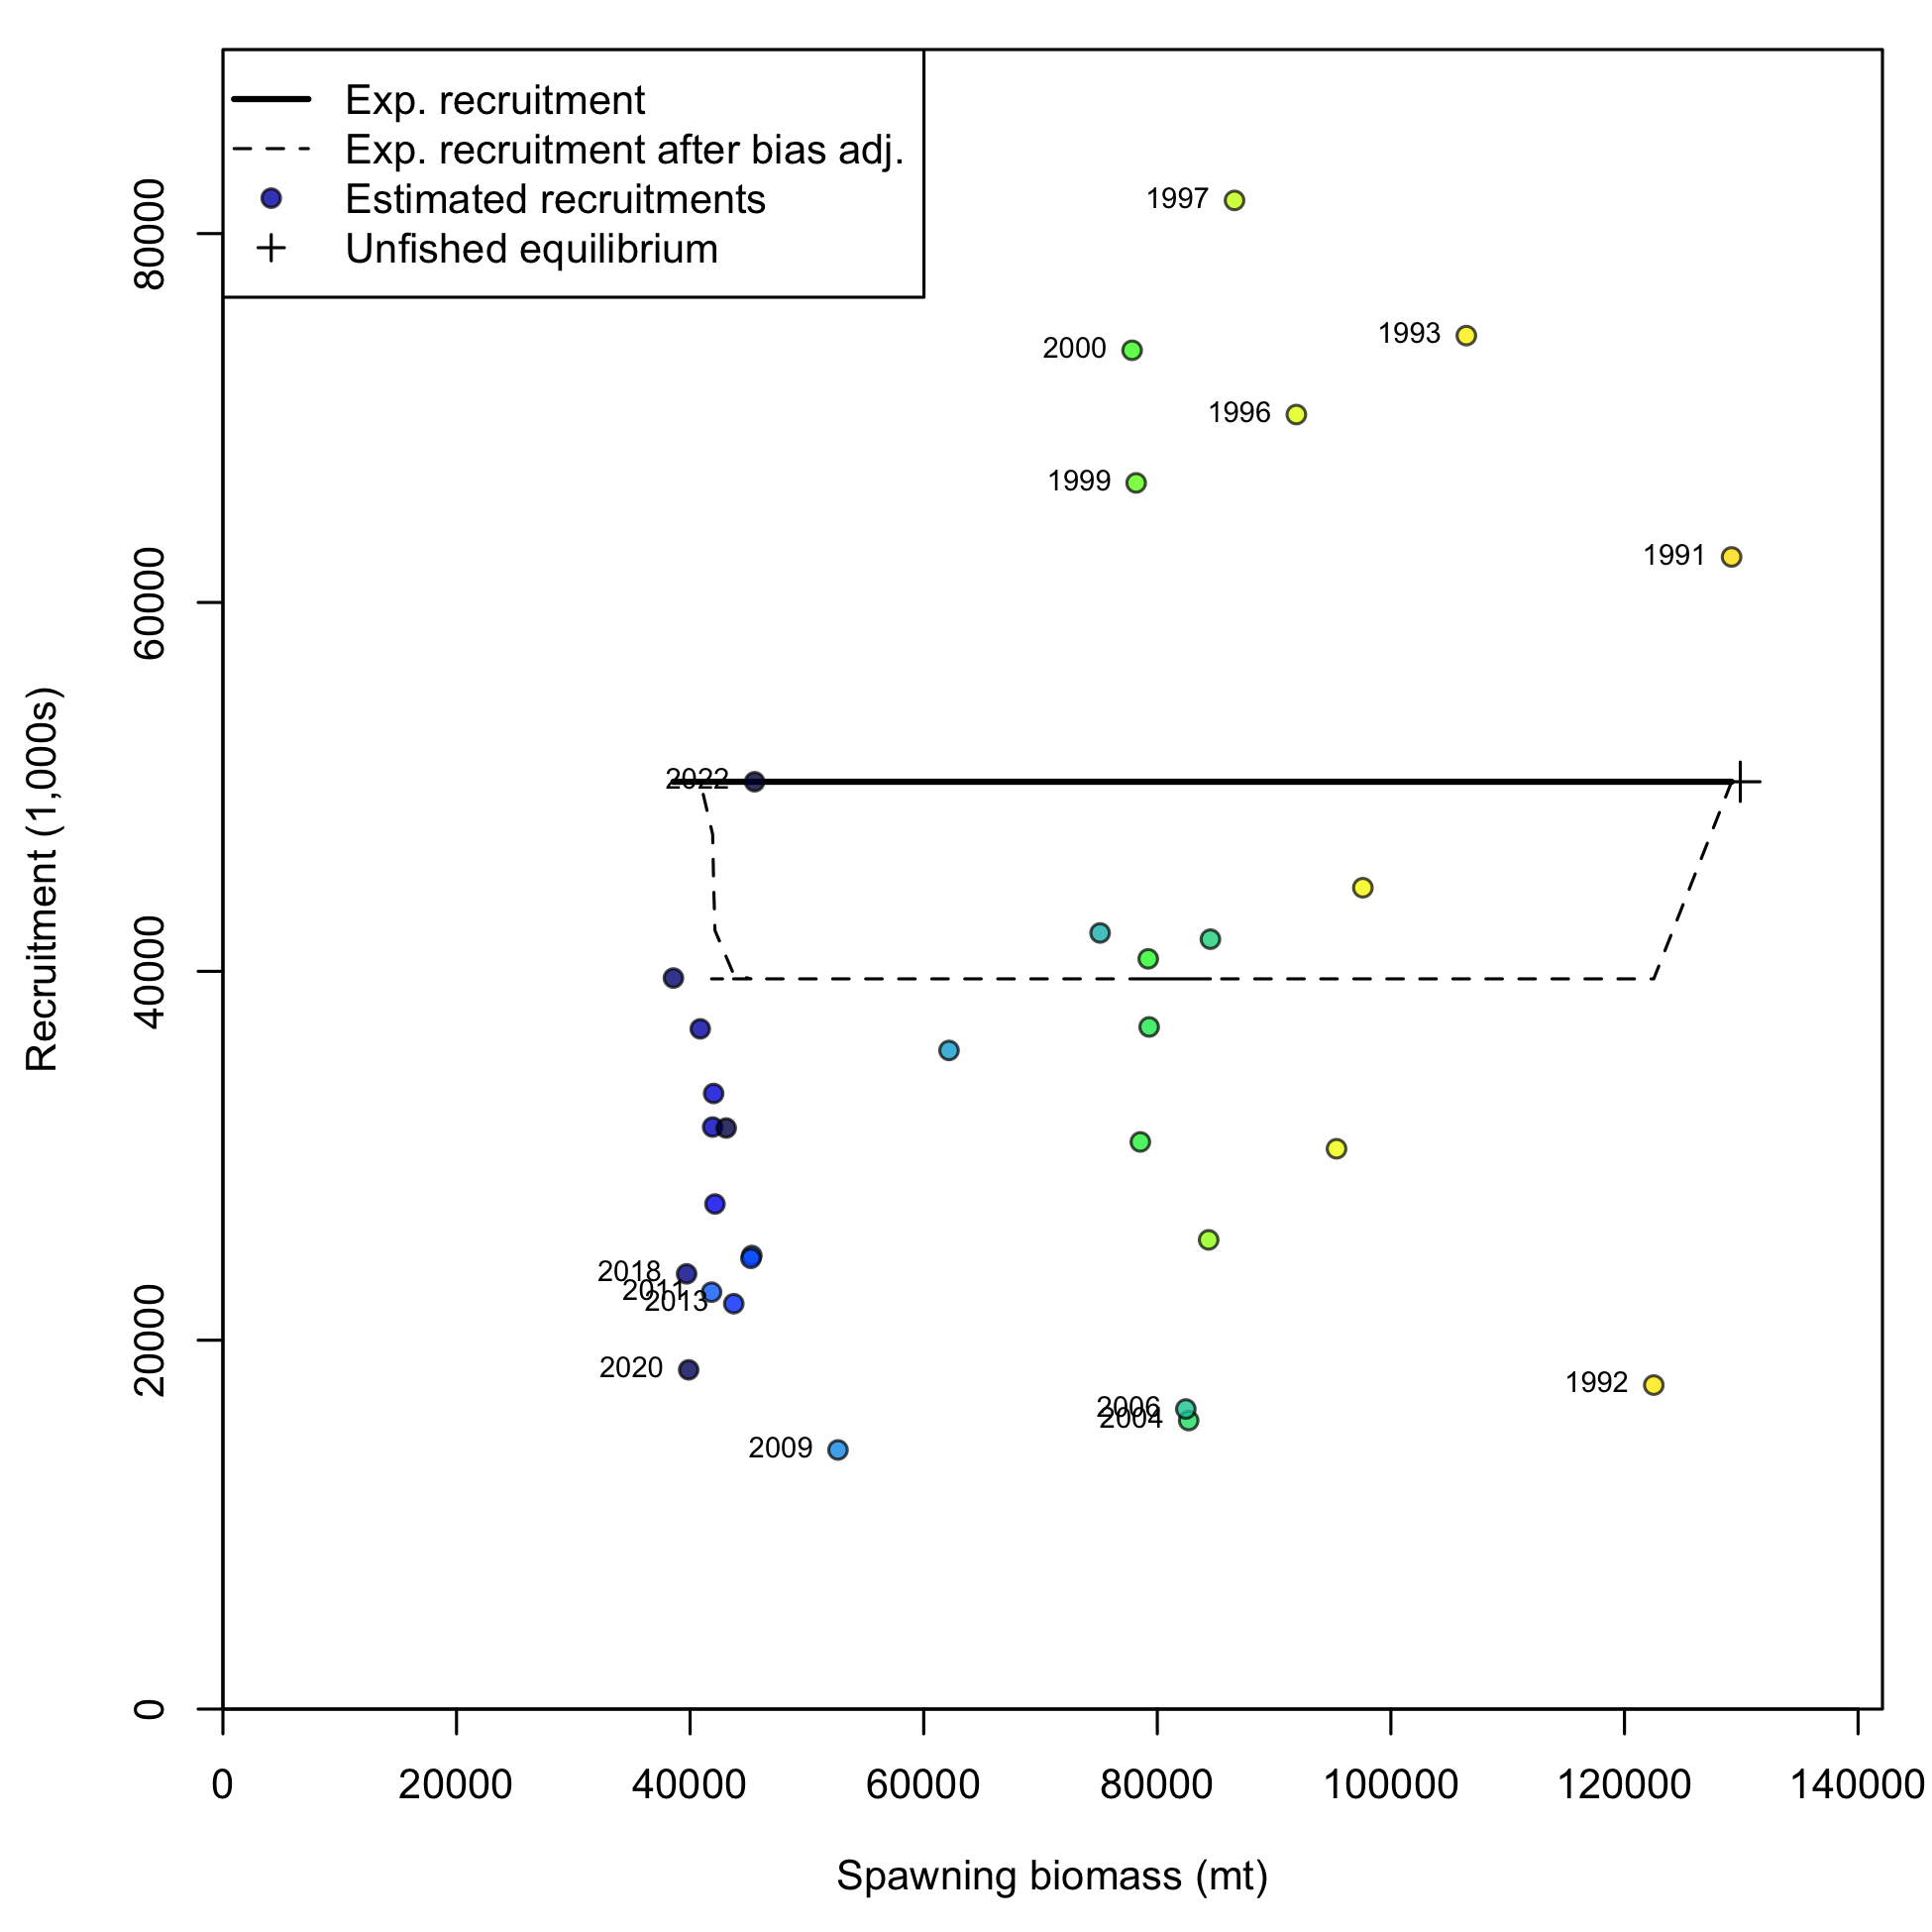 Exp. recruitment
Exp. recruitment after bias adj.
Estimated recruitments
Unfished equilibrium
1997
2000
1993
1996
1999
1991
2022
2018
2011
2013
2020
1992
2006
2004
2009
Recruitment (1,000s)
80000
60000
40000
20000
0
0 20000 40000 60000 80000 100000 120000 140000
Spawning biomass (mt)